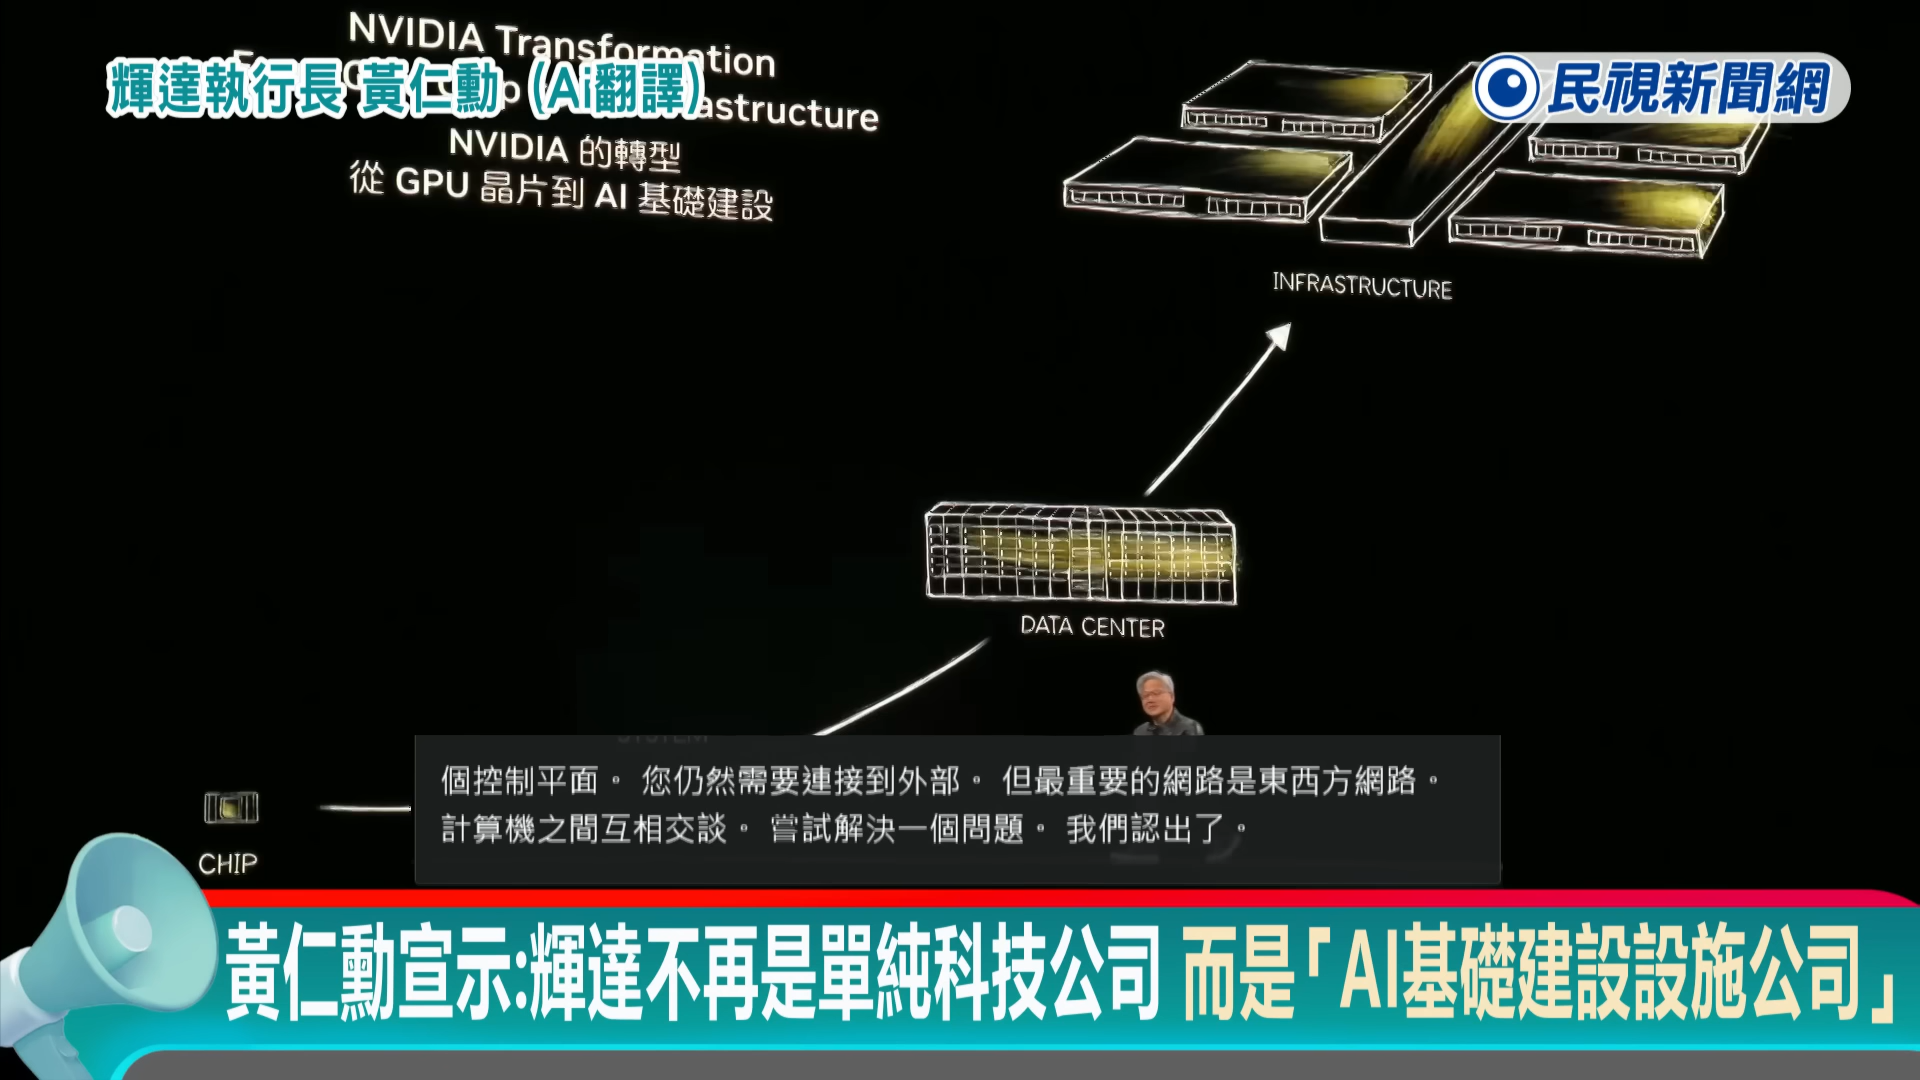 NVIDIA Transformation
輝達執行長 黃仁勳 (Ai翻譯)
民視新聞網
NVIDIA 的轉型
從 GPU 晶片到 AI 基礎建設
INFRASTRUCTURE
DATA CENTER
SYSTEM
個控制平面。 您仍然需要連接到外部。 但最重要的網路是東西方網路。
計算機之間互相交談。 嘗試解決一個問題。 我們認出了。
CHIP
黃仁勳宣示:輝達不再是單純科技公司 而是「AI基礎建設設施公司」